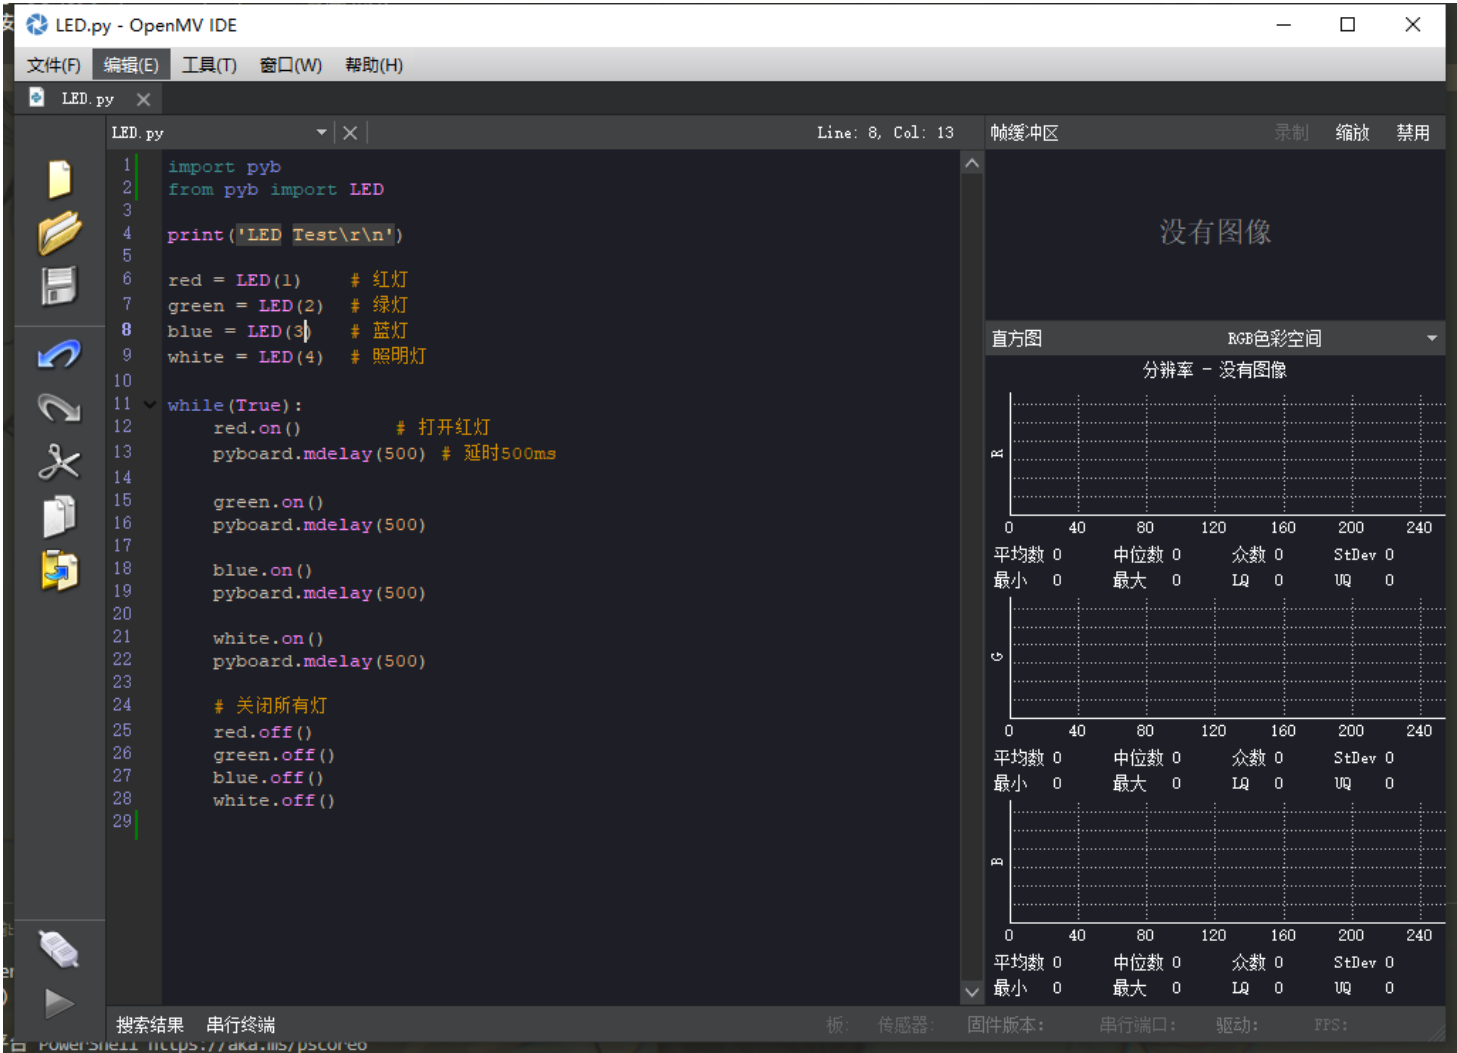 LED.py - OpenMV IDE
文件(F) 编辑(E) 工具(T) 窗口(W) 帮助(H)
LED.py
LED.py Line: 8, Col: 13
1 import pyb
2 from pyb import LED
3
4 print('LED Test\r\n')
5
6 red = LED(1) # 红灯
7 green = LED(2) # 绿灯
8 blue = LED(3) # 蓝灯
9 white = LED(4) # 照明灯
10
11 while(True):
12 red.on() # 打开红灯
13 pyboard.mdelay(500) # 延时500ms
14
15 green.on()
16 pyboard.mdelay(500)
17
18 blue.on()
19 pyboard.mdelay(500)
20
21 white.on()
22 pyboard.mdelay(500)
23
24 # 关闭所有灯
25 red.off()
26 green.off()
27 blue.off()
28 white.off()
29
帧缓冲区 录制 缩放 禁用
没有图像
直方图 RGB色彩空间
分辨率 - 没有图像
R
0 40 80 120 160 200 240
平均数 0 中位数 0 众数 0 StDev 0
最小 0 最大 0 LQ 0 UQ 0
G
0 40 80 120 160 200 240
平均数 0 中位数 0 众数 0 StDev 0
最小 0 最大 0 LQ 0 UQ 0
B
0 40 80 120 160 200 240
平均数 0 中位数 0 众数 0 StDev 0
最小 0 最大 0 LQ 0 UQ 0
搜索结果 串行终端 板: 传感器: 固件版本: 串行端口: 驱动: FPS:
PowerShell https://aka.ms/pscore6